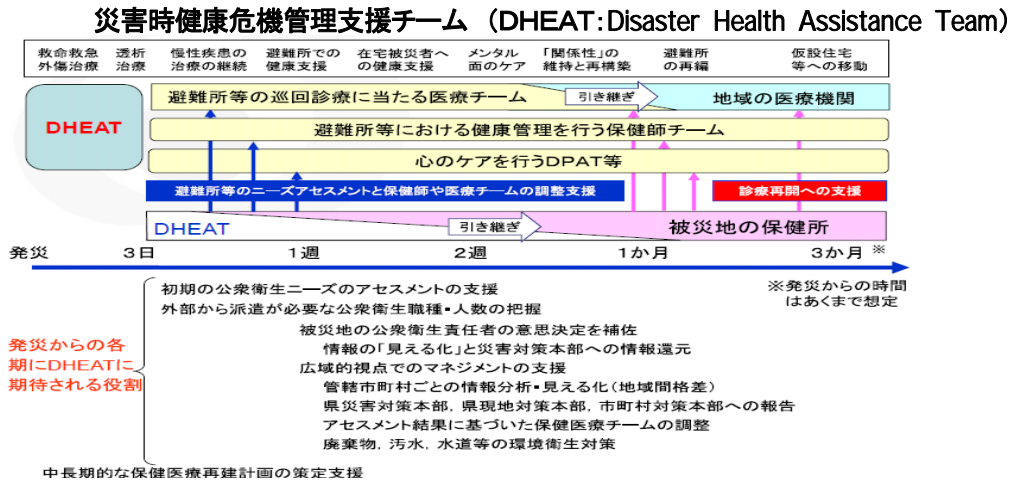 災害時健康危機管理支援チーム （DHEAT：Disaster Health Assistance Team）
救命救急
外傷治療
透析
治療
慢性疾患の
治療の継続
避難所での
健康支援
在宅被災者へ
の健康支援
メンタル
面のケア
「関係性」の
維持と再構築
避難所
の再編
仮設住宅
等への移動
DHEAT
避難所等の巡回診療に当たる医療チーム
引き継ぎ
地域の医療機関
避難所等における健康管理を行う保健師チーム
心のケアを行うDPAT等
避難所等のニーズアセスメントと保健師や医療チームの調整支援
診療再開への支援
DHEAT
引き継ぎ
被災地の保健所
発災
3日
1週
2週
1か月
3か月 ※
※発災からの時間
はあくまで想定
発災からの各
期にDHEATに
期待される役割
初期の公衆衛生ニーズのアセスメントの支援
外部から派遣が必要な公衆衛生職種・人数の把握
被災地の公衆衛生責任者の意思決定を補佐
情報の「見える化」と災害対策本部への情報還元
広域的視点でのマネジメントの支援
管轄市町村ごとの情報分析・見える化（地域間格差）
県災害対策本部，県現地対策本部，市町村対策本部への報告
アセスメント結果に基づいた保健医療チームの調整
廃棄物，汚水，水道等の環境衛生対策
中長期的な保健医療再建計画の策定支援